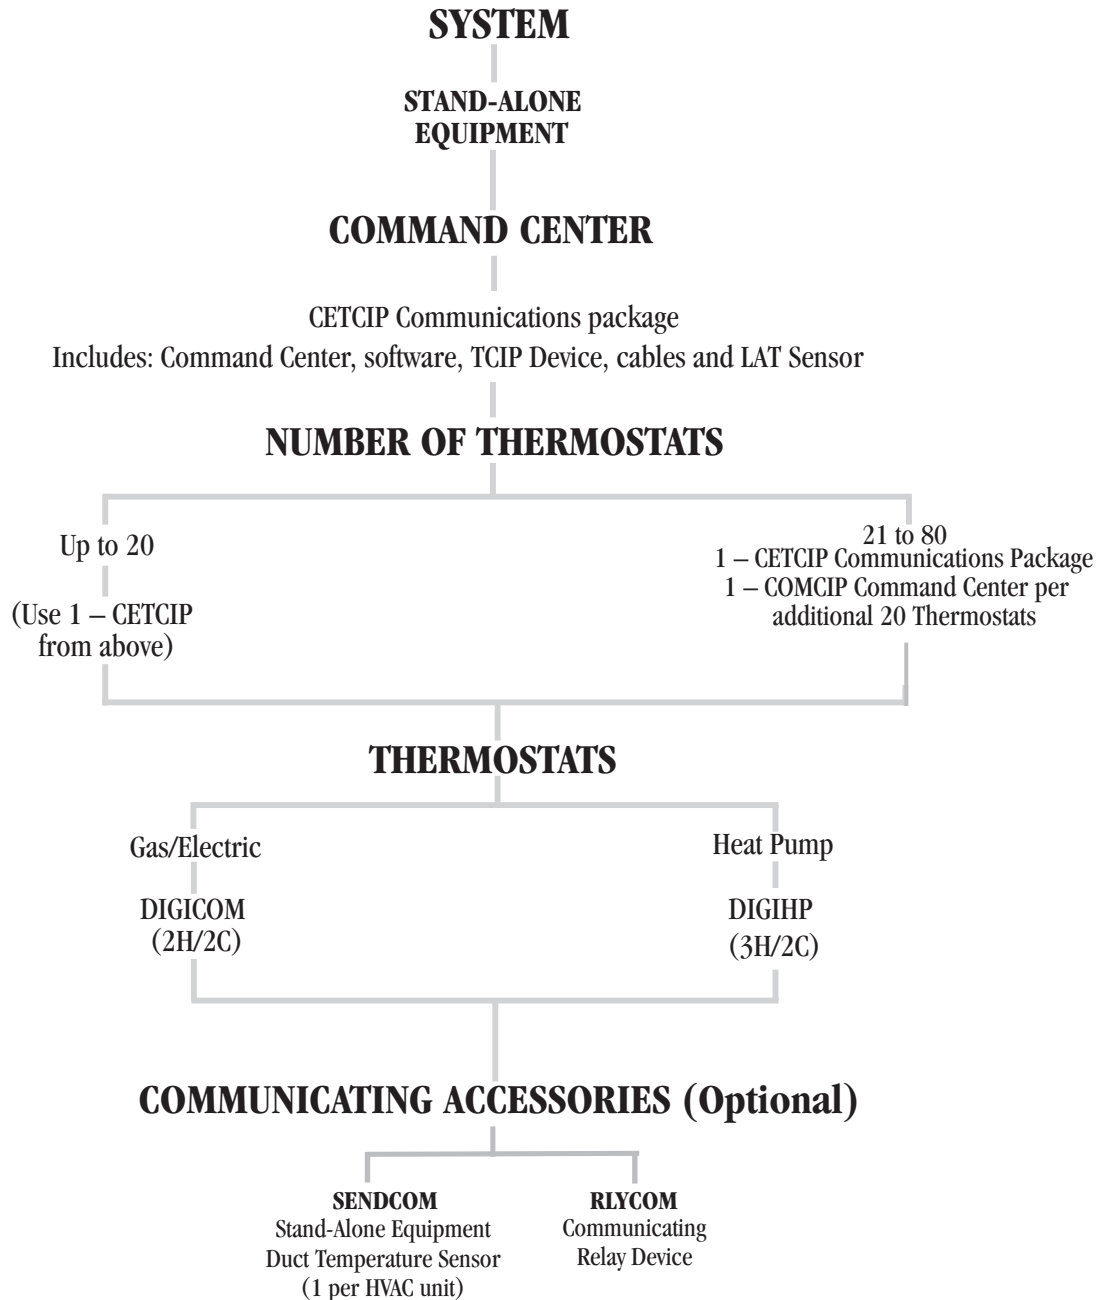 SYSTEM
STAND-ALONE
EQUIPMENT
COMMAND CENTER
CETCIP Communications package
Includes: Command Center, software, TCIP Device, cables and LAT Sensor
NUMBER OF THERMOSTATS
Up to 20
(Use 1 – CETCIP
from above)
21 to 80
1 – CETCIP Communications Package
1 – COMCIP Command Center per
additional 20 Thermostats
THERMOSTATS
Gas/Electric
DIGICOM
(2H/2C)
Heat Pump
DIGIHP
(3H/2C)
COMMUNICATING ACCESSORIES (Optional)
SENDCOM
Stand-Alone Equipment
Duct Temperature Sensor
(1 per HVAC unit)
RLYCOM
Communicating
Relay Device